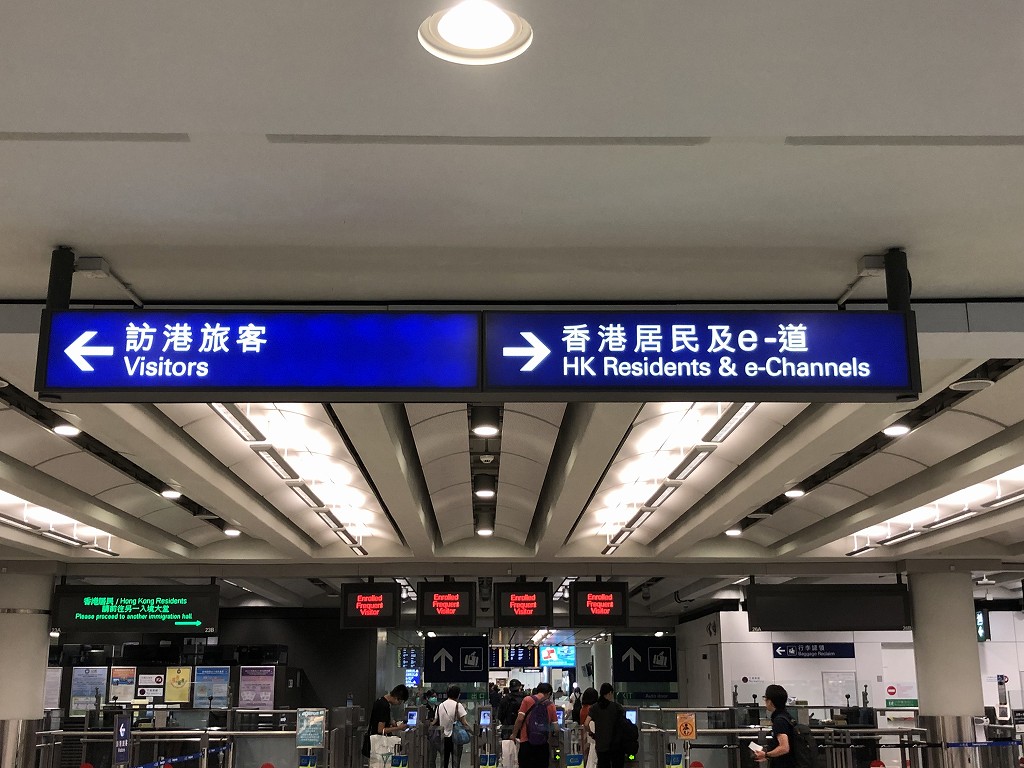 訪港旅客
Visitors
香港居民及e-道
HK Residents & e-Channels
香港居民 / Hong Kong Residents
請前往另一入境大堂
Please proceed to another immigration hall
23A
23B
Enrolled
Frequent
Visitor
Enrolled
Frequent
Visitor
Enrolled
Frequent
Visitor
Enrolled
Frequent
Visitor
行李認領
Baggage Reclaim